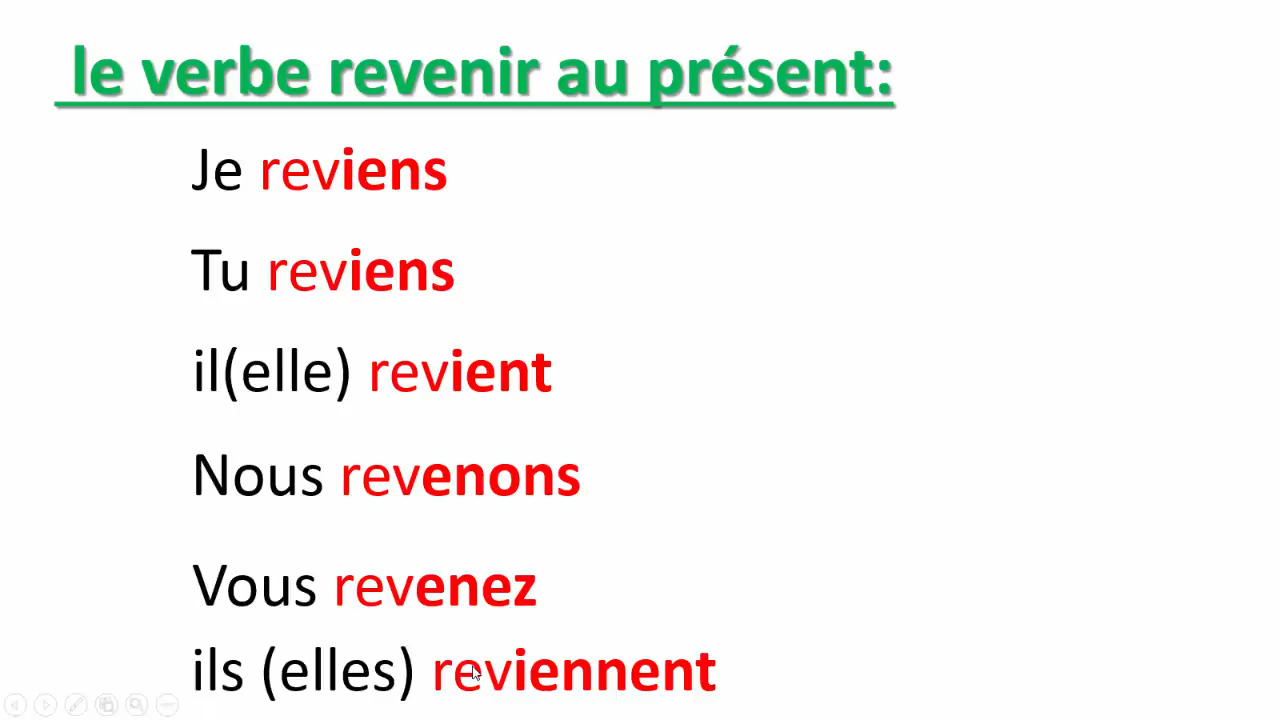 le verbe revenir au présent:
Je reviens
Tu reviens
il(elle) revient
Nous revenons
Vous revenez
ils (elles) reviennent